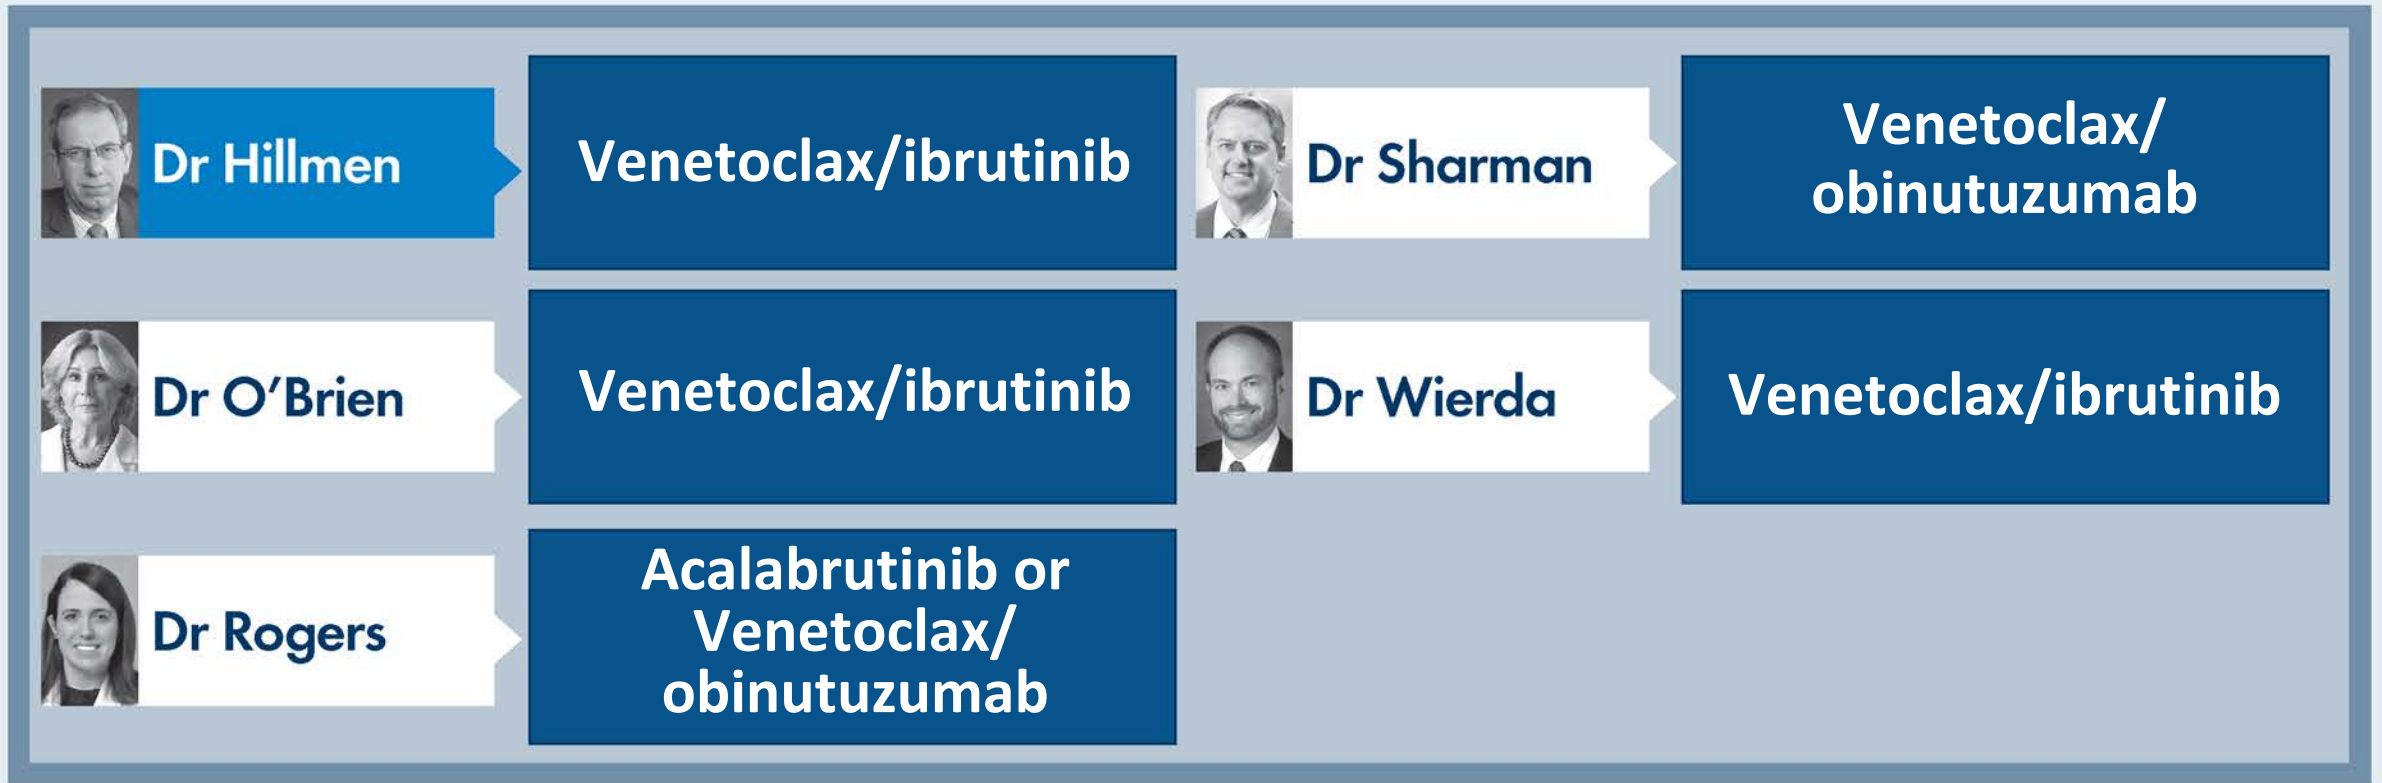 Dr Hillmen
Venetoclax/ibrutinib
Dr Sharman
Venetoclax/
obinutuzumab
Dr O’Brien
Venetoclax/ibrutinib
Dr Wierda
Venetoclax/ibrutinib
Dr Rogers
Acalabrutinib or
Venetoclax/
obinutuzumab